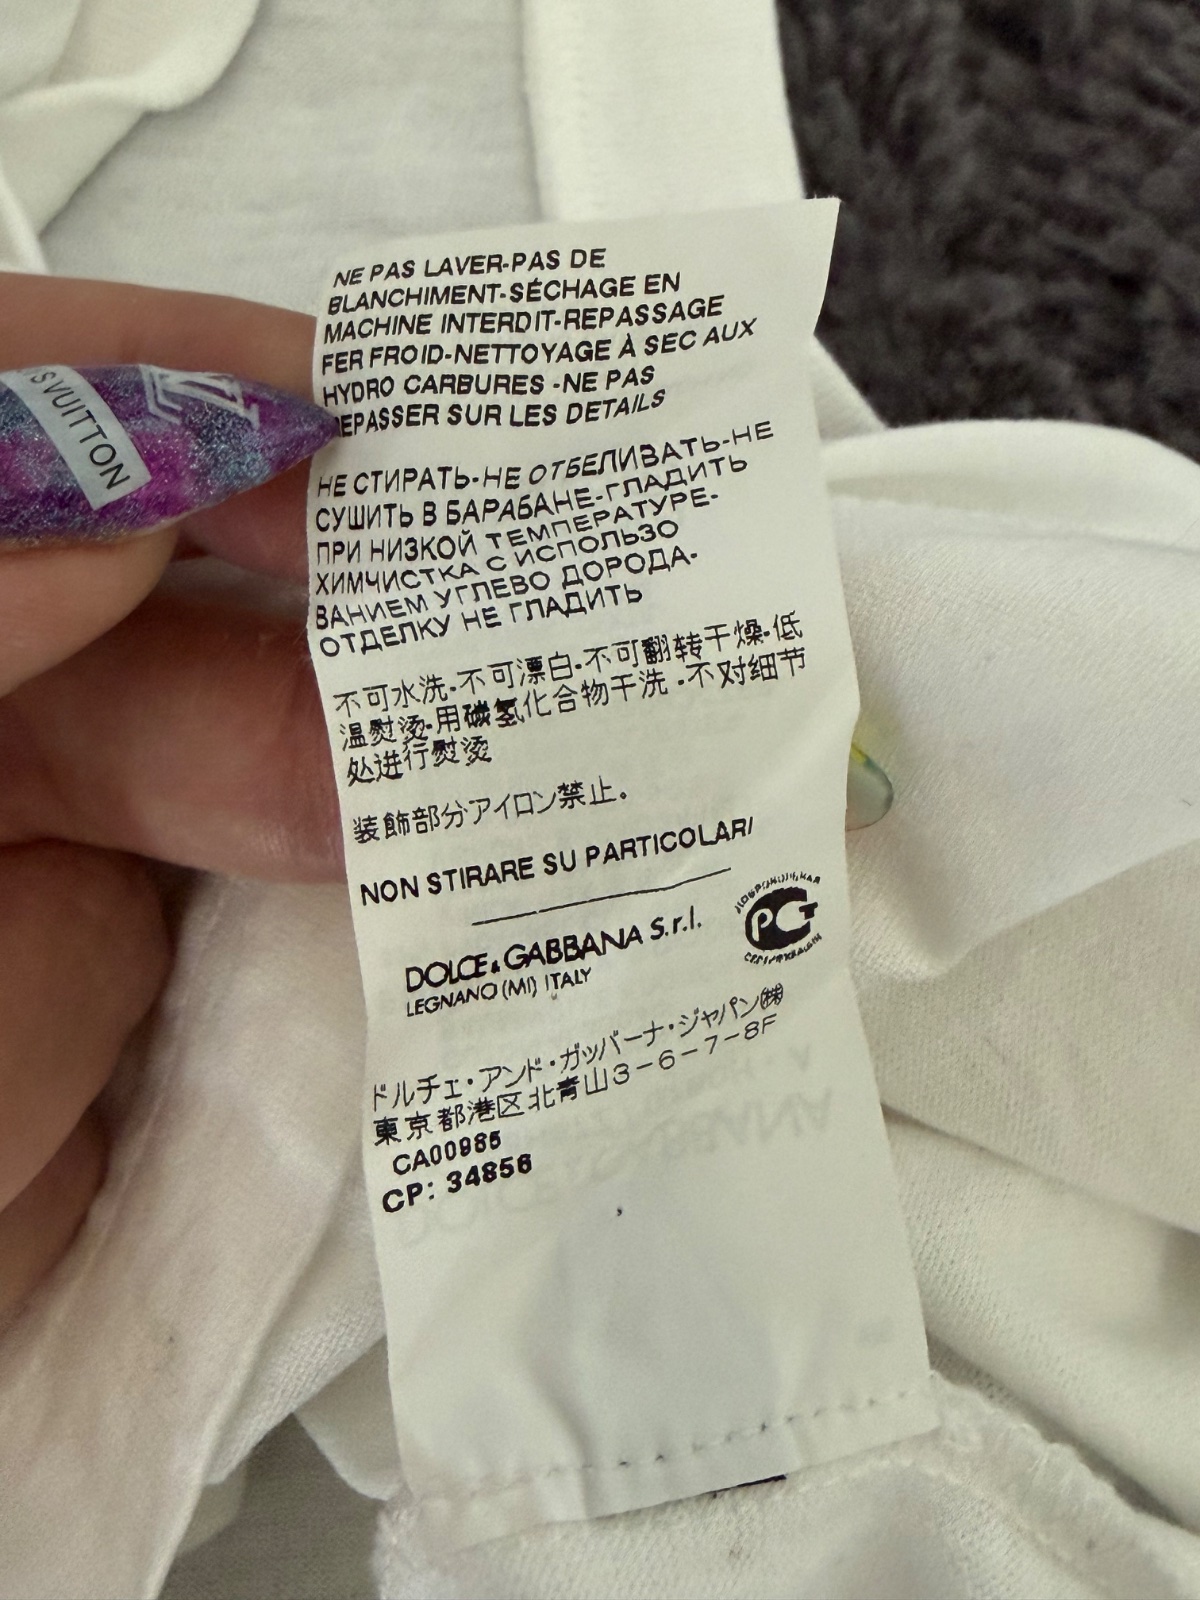 NE PAS LAVER-PAS DE
BLANCHIMENT-SÉCHAGE EN
MACHINE INTERDIT-REPASSAGE
FER FROID-NETTOYAGE À SEC AUX
HYDRO CARBURES -NE PAS
REPASSER SUR LES DETAILS
НЕ СТИРАТЬ-НЕ ОТБЕЛИВАТЬ-НЕ
СУШИТЬ В БАРАБАНЕ-ГЛАДИТЬ
ПРИ НИЗКОЙ ТЕМПЕРАТУРЕ-
ХИМЧИСТКА С ИСПОЛЬЗО
ВАНИЕМ УГЛЕВО ДОРОДА-
ОТДЕЛКУ НЕ ГЛАДИТЬ
不可水洗-不可漂白-不可翻转干燥-低
温熨烫-用碳氢化合物干洗-不对细节
处进行熨烫
装飾部分アイロン禁止。
NON STIRARE SU PARTICOLARI
DOLCE & GABBANA S.r.l.
LEGNANO (MI) ITALY
РСТ
ドルチェ・アンド・ガッバーナ・ジャパン㈱
東京都港区北青山3-6-7-8F
CA00985
CP: 34856
VUITTON